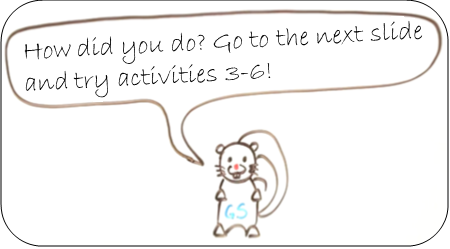 How did you do? Go to the next slide
and try activities 3-6!
GS